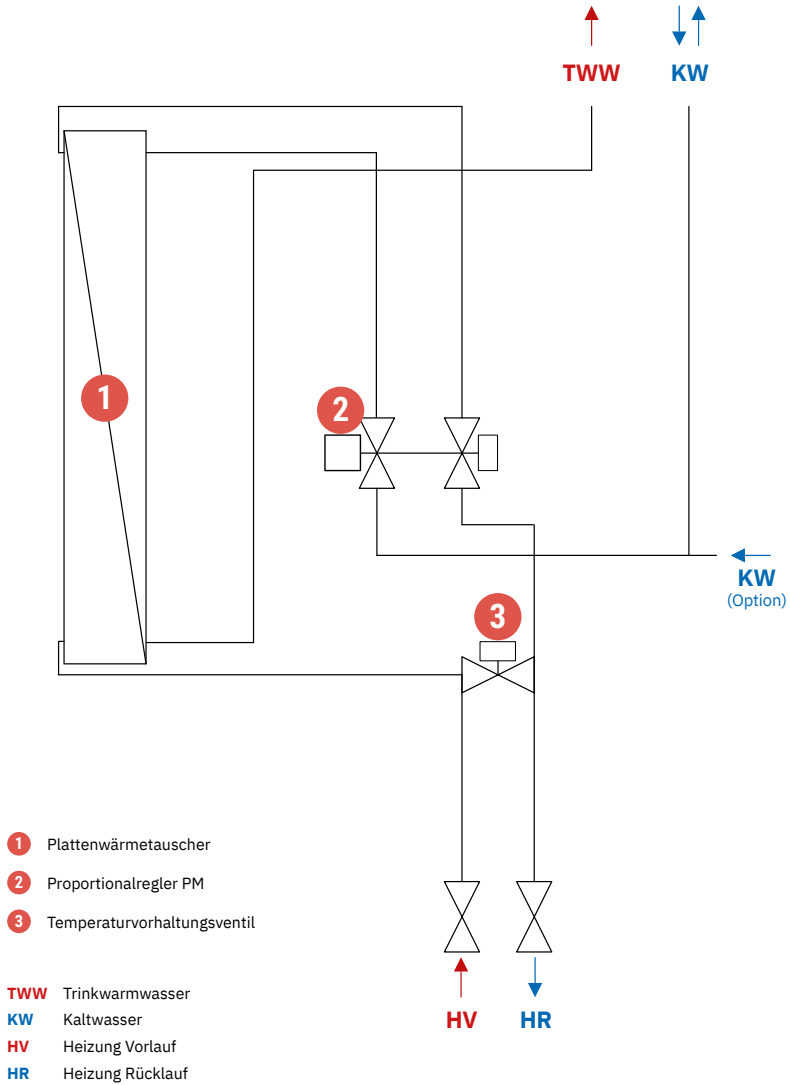 TWW KW
1
2
KW
(Option)
3
1 Plattenwärmetauscher
2 Proportionalregler PM
3 Temperaturvorhaltungsventil
TWW Trinkwarmwasser
KW Kaltwasser
HV Heizung Vorlauf
HR Heizung Rücklauf
HV HR